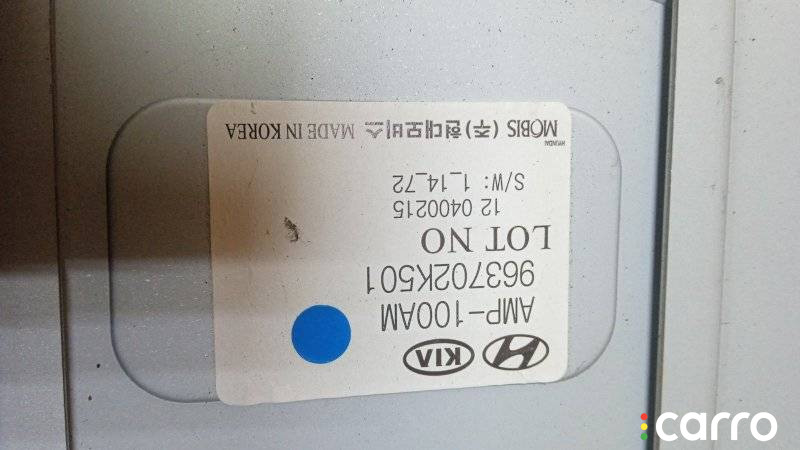 KIA
AMP-100AM
963702K501
LOT NO
12 0400215
S/W: 1_14_72
HYUNDAI
MOBIS (주)현대모비스 MADE IN KOREA
carro